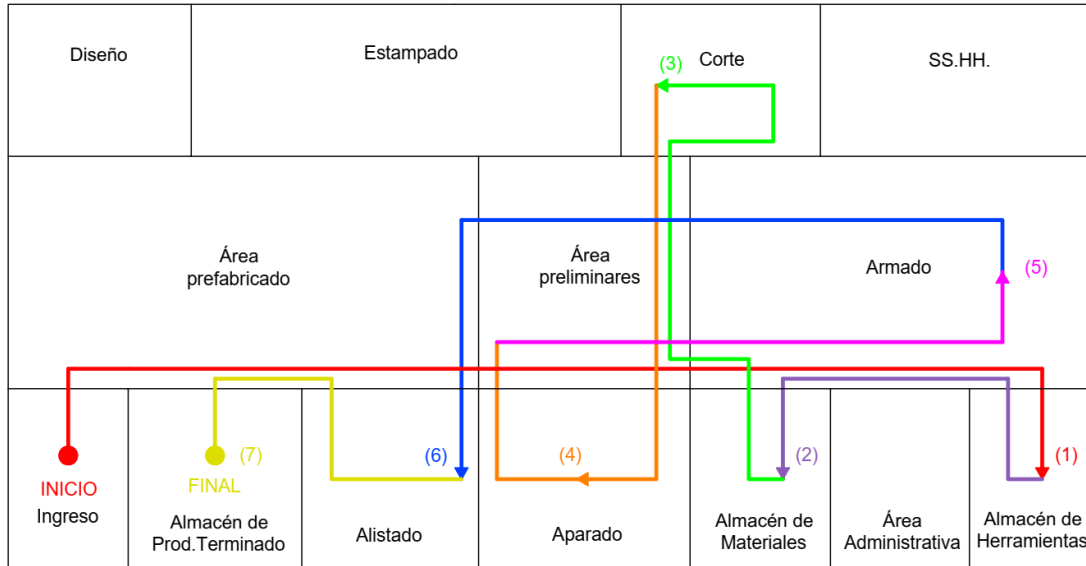 Diseño
Estampado
(3)
Corte
SS.HH.
Área
prefabricado
Área
preliminares
Armado
(5)
INICIO
Ingreso
(7)
FINAL
Almacén de
Prod.Terminado
(6)
Alistado
(4)
Aparado
(2)
Almacén de
Materiales
Área
Administrativa
(1)
Almacén de
Herramientas